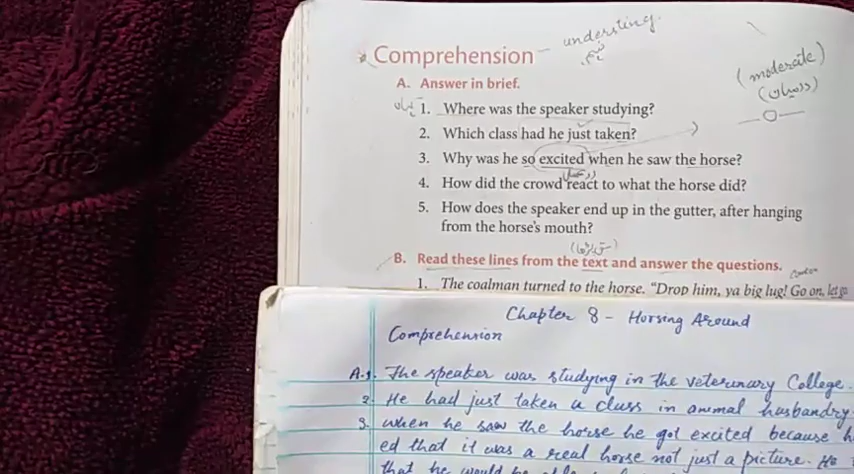 Comprehension - understing.
(moderate)
A. Answer in brief.
1. Where was the speaker studying?
2. Which class had he just taken?
3. Why was he so excited when he saw the horse?
4. How did the crowd react to what the horse did?
5. How does the speaker end up in the gutter, after hanging
from the horse's mouth?
B. Read these lines from the text and answer the questions.
1. The coalman turned to the horse. "Drop him, ya big lug! Go on, let go
Chapter 8 - Horsing Around
Comprehension
A.1. The speaker was studying in the veterunary College.
2. He had just taken a class in animal husbandry
3. when he saw the horse he got excited because h
ed that it was a real horse not just a picture. He
that he would be